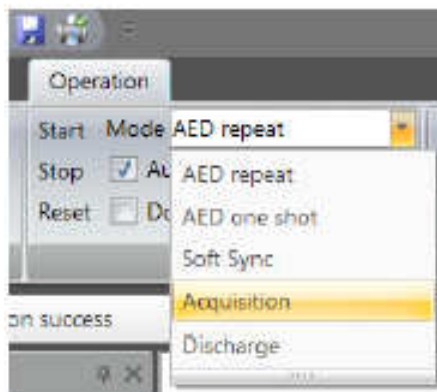 Operation
Start Mode AED repeat
Stop Au
Reset Do
AED repeat
AED one shot
Soft Sync
Acquisition
Discharge
on success